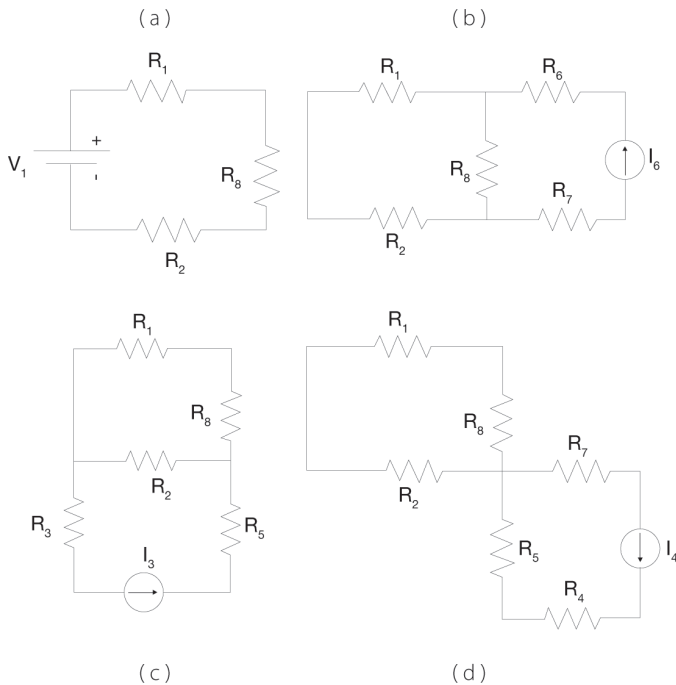 (a) (b)
R1 R6
R1
+
V1 R8 R8 I6
-
R7
R2 R2
R1 R1
R8 R8 R7
R2 R2
R3 R5 R5 I4
I3 R4
(c) (d)